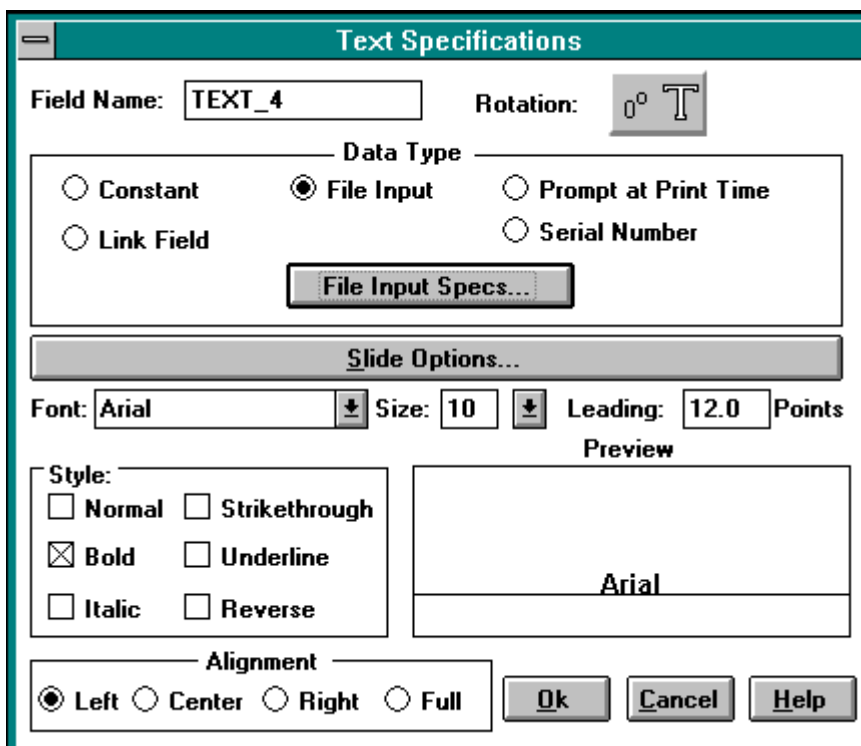 Text Specifications
Field Name: TEXT_4 Rotation: 0° T
Data Type
Constant File Input Prompt at Print Time
Link Field Serial Number
File Input Specs...
Slide Options...
Font: Arial Size: 10 Leading: 12.0 Points
Preview
Style:
Normal Strikethrough
Bold Underline
Italic Reverse
Arial
Alignment
Left Center Right Full Ok Cancel Help